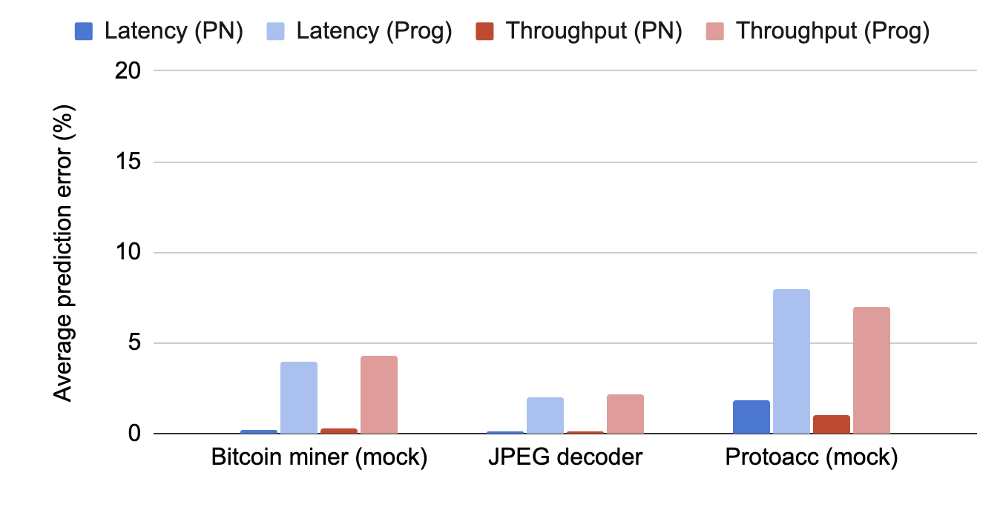 Latency (PN) Latency (Prog) Throughput (PN) Throughput (Prog)
Average prediction error (%)
20
15
10
5
0
Bitcoin miner (mock) JPEG decoder Protoacc (mock)